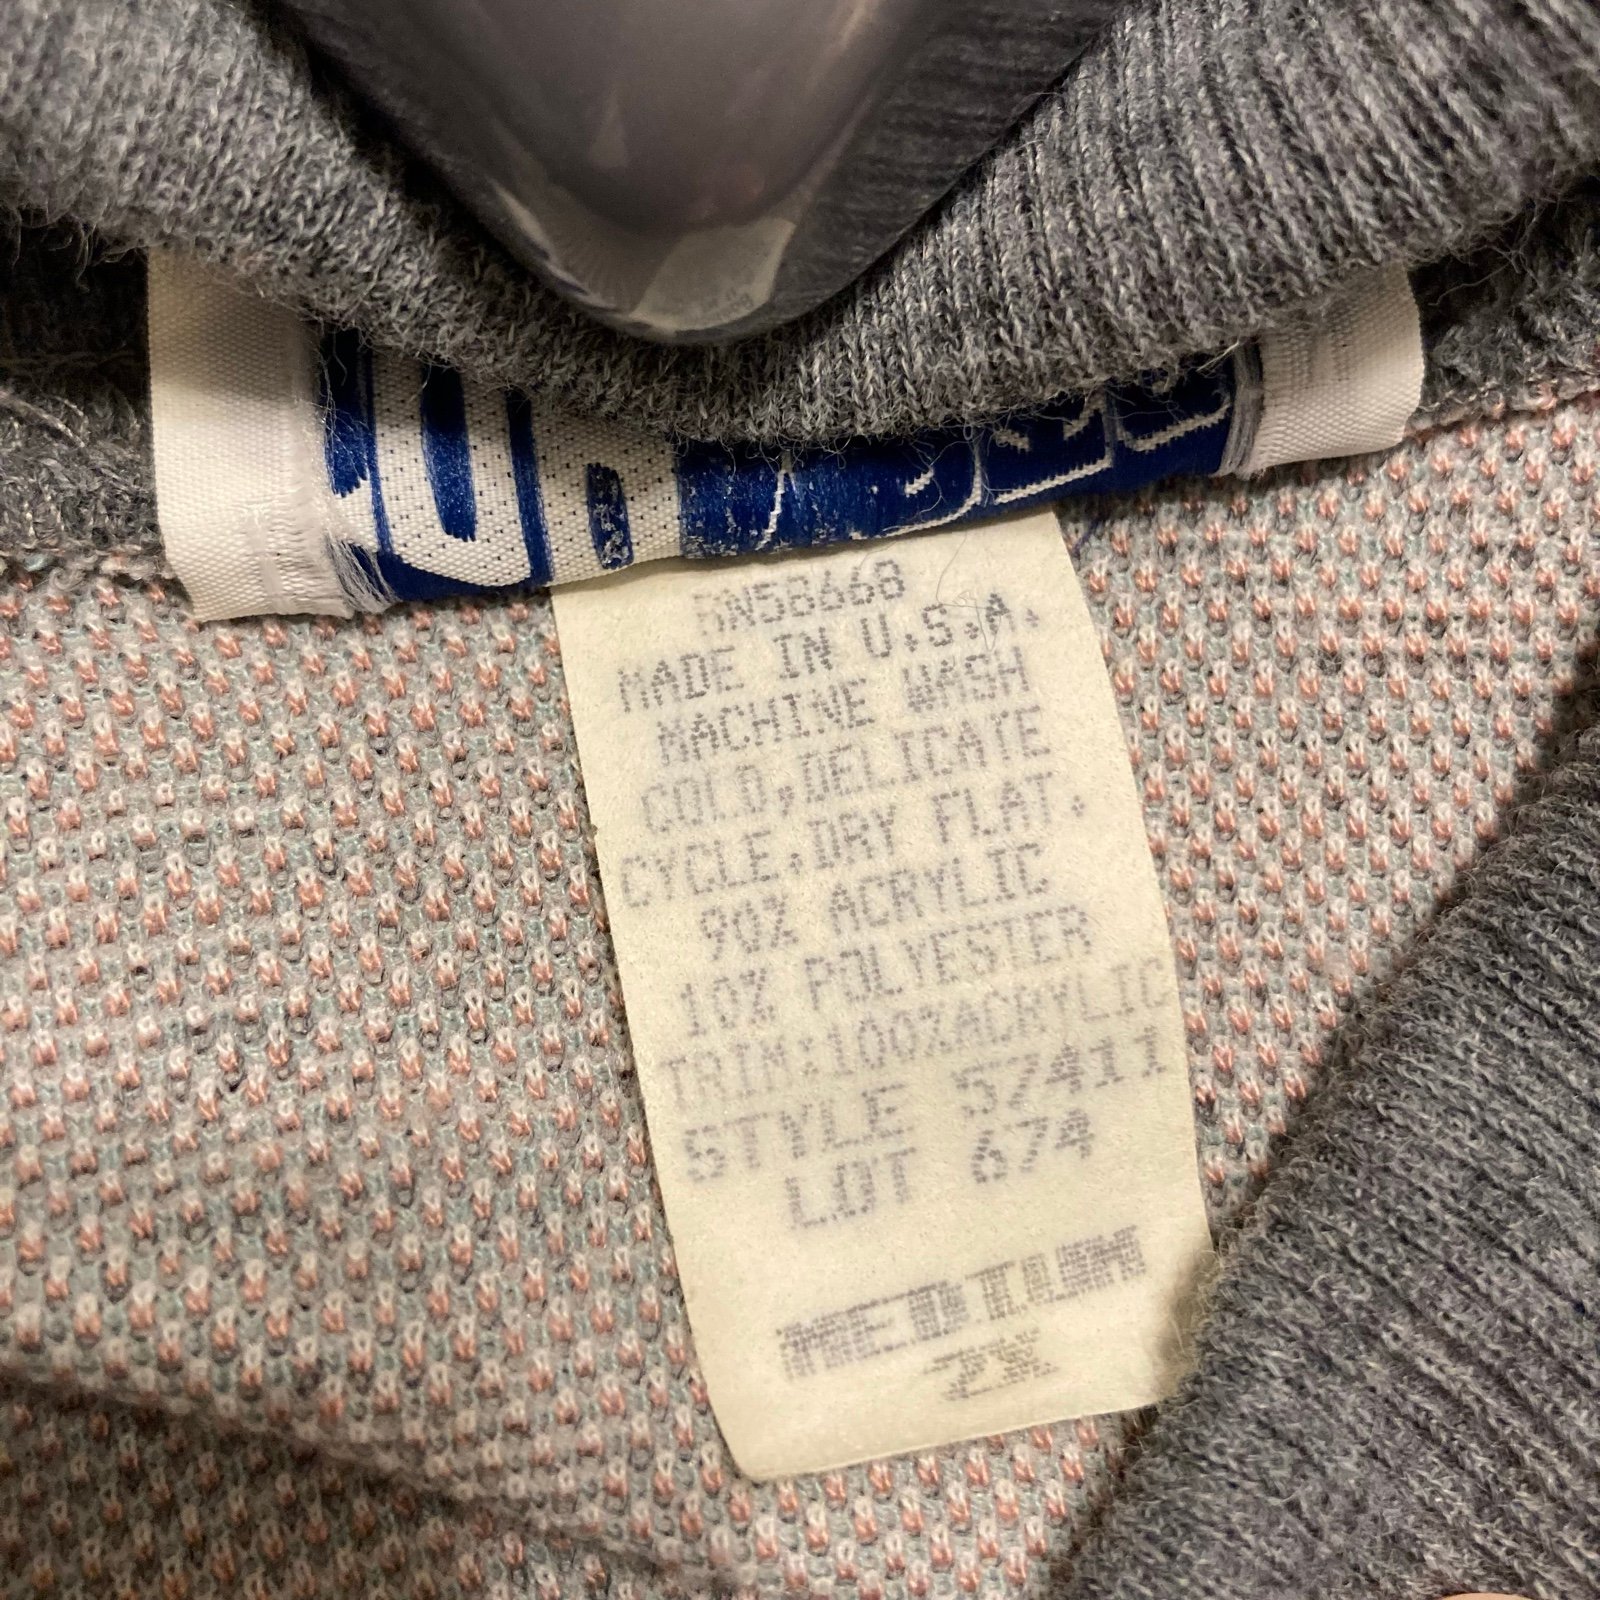 RN58668
MADE IN U.S.A.
MACHINE WASH
COLD,DELICATE
CYCLE.DRY FLAT.
90% ACRYLIC
10% POLYESTER
TRIM:100%ACRYLIC
STYLE 57411
LOT 674
MEDIUM